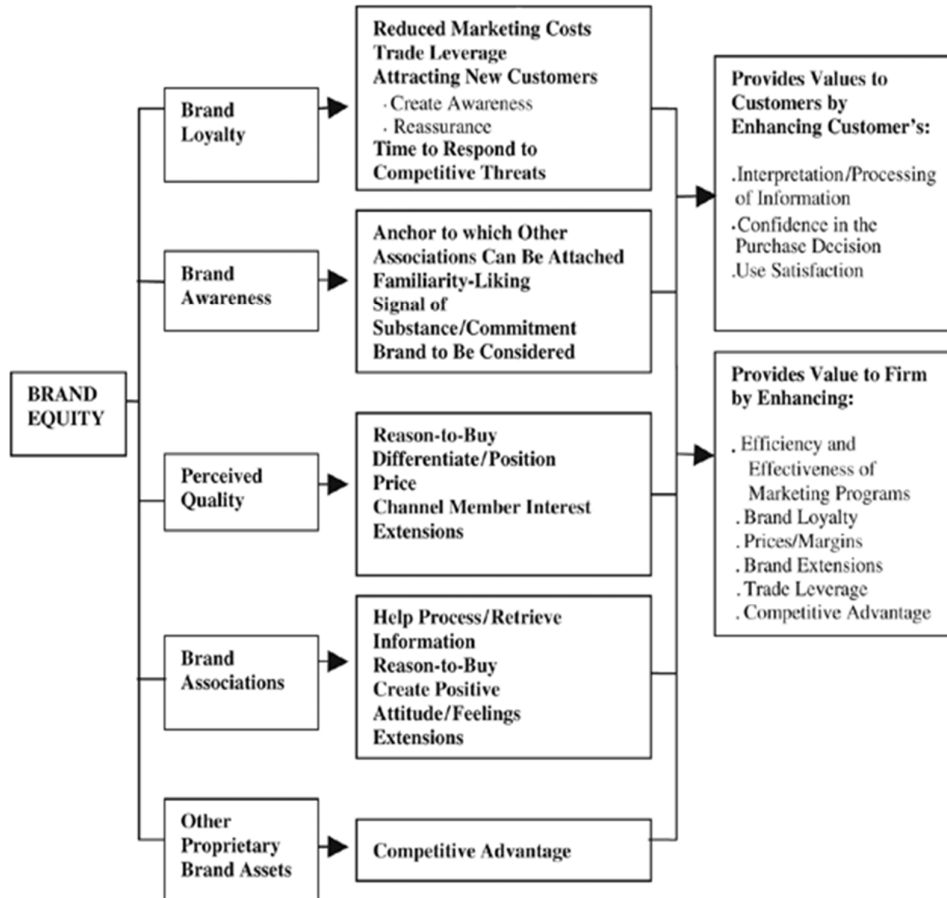 BRAND
EQUITY
Brand
Loyalty
Reduced Marketing Costs
Trade Leverage
Attracting New Customers
· Create Awareness
· Reassurance
Time to Respond to
Competitive Threats
Brand
Awareness
Anchor to which Other
Associations Can Be Attached
Familiarity-Liking
Signal of
Substance/Commitment
Brand to Be Considered
Perceived
Quality
Reason-to-Buy
Differentiate/Position
Price
Channel Member Interest
Extensions
Brand
Associations
Help Process/Retrieve
Information
Reason-to-Buy
Create Positive
Attitude/Feelings
Extensions
Other
Proprietary
Brand Assets
Competitive Advantage
Provides Values to
Customers by
Enhancing Customer's:
.Interpretation/Processing
of Information
.Confidence in the
Purchase Decision
.Use Satisfaction
Provides Value to Firm
by Enhancing:
. Efficiency and
Effectiveness of
Marketing Programs
. Brand Loyalty
. Prices/Margins
. Brand Extensions
. Trade Leverage
. Competitive Advantage